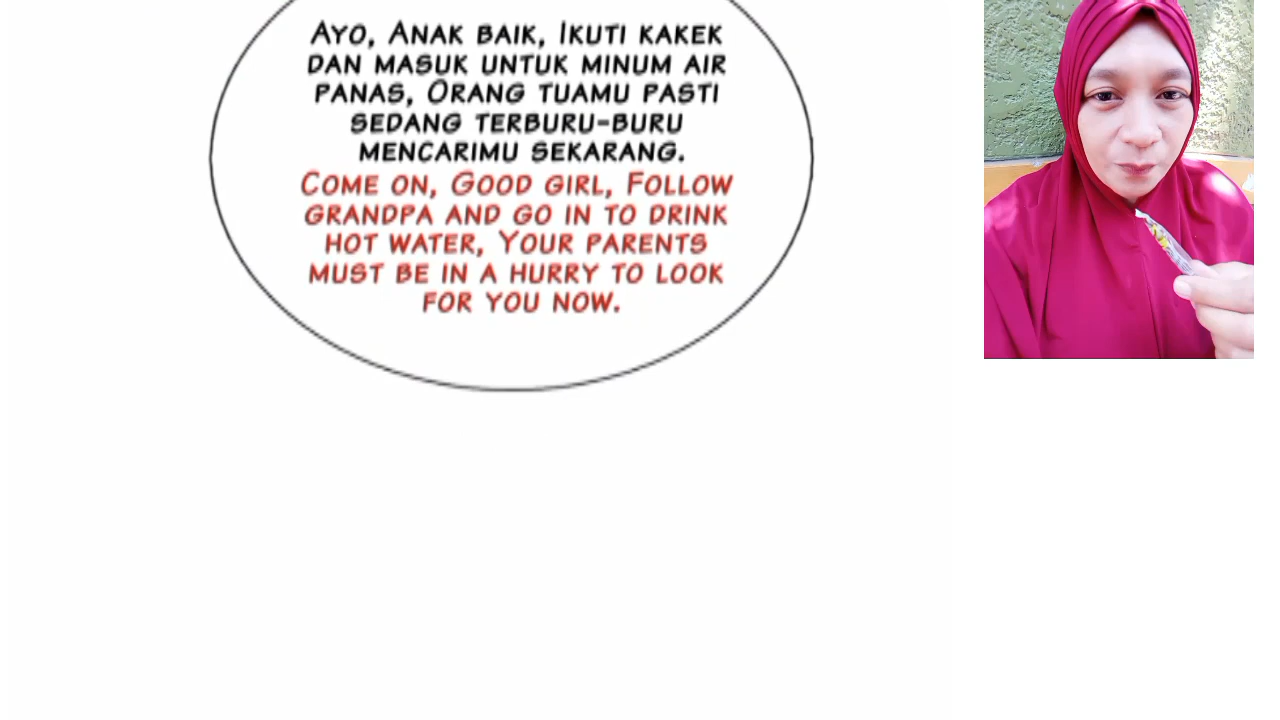 AYO, ANAK BAIK, IKUTI KAKEK
DAN MASUK UNTUK MINUM AIR
PANAS, ORANG TUAMU PASTI
SEDANG TERBURU-BURU
MENCARIMU SEKARANG.
COME ON, GOOD GIRL, FOLLOW
GRANDPA AND GO IN TO DRINK
HOT WATER, YOUR PARENTS
MUST BE IN A HURRY TO LOOK
FOR YOU NOW.